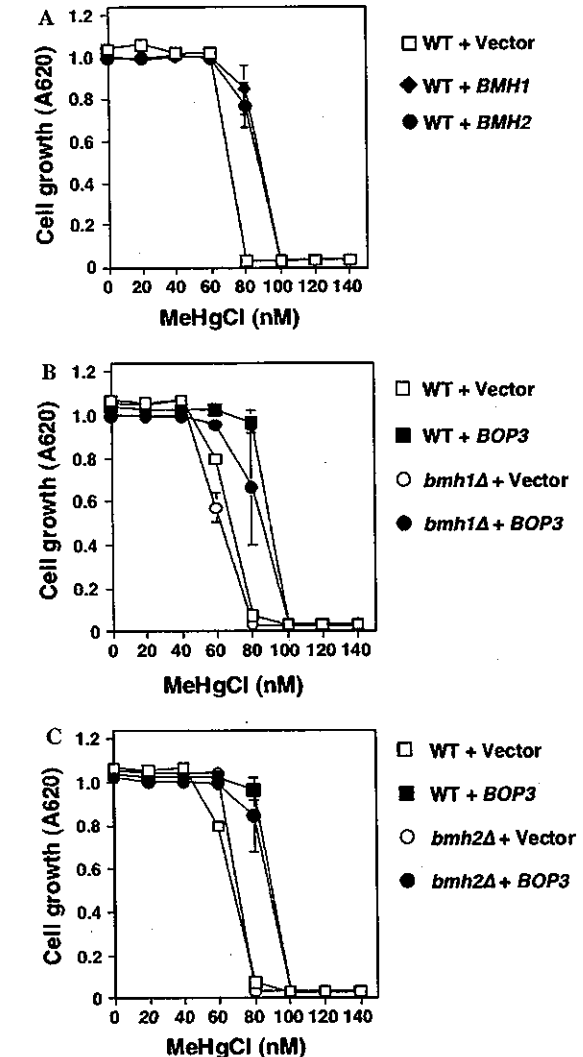 A
1.2
1.0
0.8
0.6
0.4
0.2
0
Cell growth (A620)
0 20 40 60 80 100 120 140
MeHgCl (nM)
WT + Vector
WT + BMH1
WT + BMH2
B
1.2
1.0
0.8
0.6
0.4
0.2
0
Cell growth (A620)
0 20 40 60 80 100 120 140
MeHgCl (nM)
WT + Vector
WT + BOP3
bmh1Δ + Vector
bmh1Δ + BOP3
C
1.2
1.0
0.8
0.6
0.4
0.2
0
Cell growth (A620)
0 20 40 60 80 100 120 140
MeHgCl (nM)
WT + Vector
WT + BOP3
bmh2Δ + Vector
bmh2Δ + BOP3